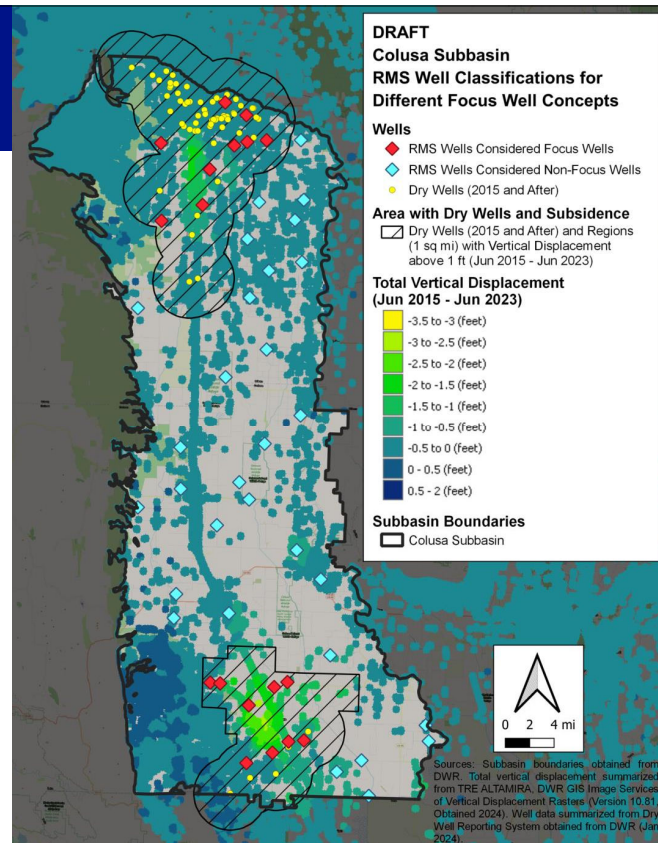 DRAFT
Colusa Subbasin
RMS Well Classifications for
Different Focus Well Concepts
Wells
RMS Wells Considered Focus Wells
RMS Wells Considered Non-Focus Wells
Dry Wells (2015 and After)
Area with Dry Wells and Subsidence
Dry Wells (2015 and After) and Regions
(1 sq mi) with Vertical Displacement
above 1 ft (Jun 2015 - Jun 2023)
Total Vertical Displacement
(Jun 2015 - Jun 2023)
-3.5 to -3 (feet)
-3 to -2.5 (feet)
-2.5 to -2 (feet)
-2 to -1.5 (feet)
-1.5 to -1 (feet)
-1 to -0.5 (feet)
-0.5 to 0 (feet)
0 - 0.5 (feet)
0.5 - 2 (feet)
Subbasin Boundaries
Colusa Subbasin
0 2 4 mi
Sources: Subbasin boundaries obtained from
DWR. Total vertical displacement summarized
from TRE ALTAMIRA, DWR GIS Image Services
of Vertical Displacement Rasters (Version 10.81,
Obtained 2024). Well data summarized from Dry
Well Reporting System obtained from DWR (Jan
2024).